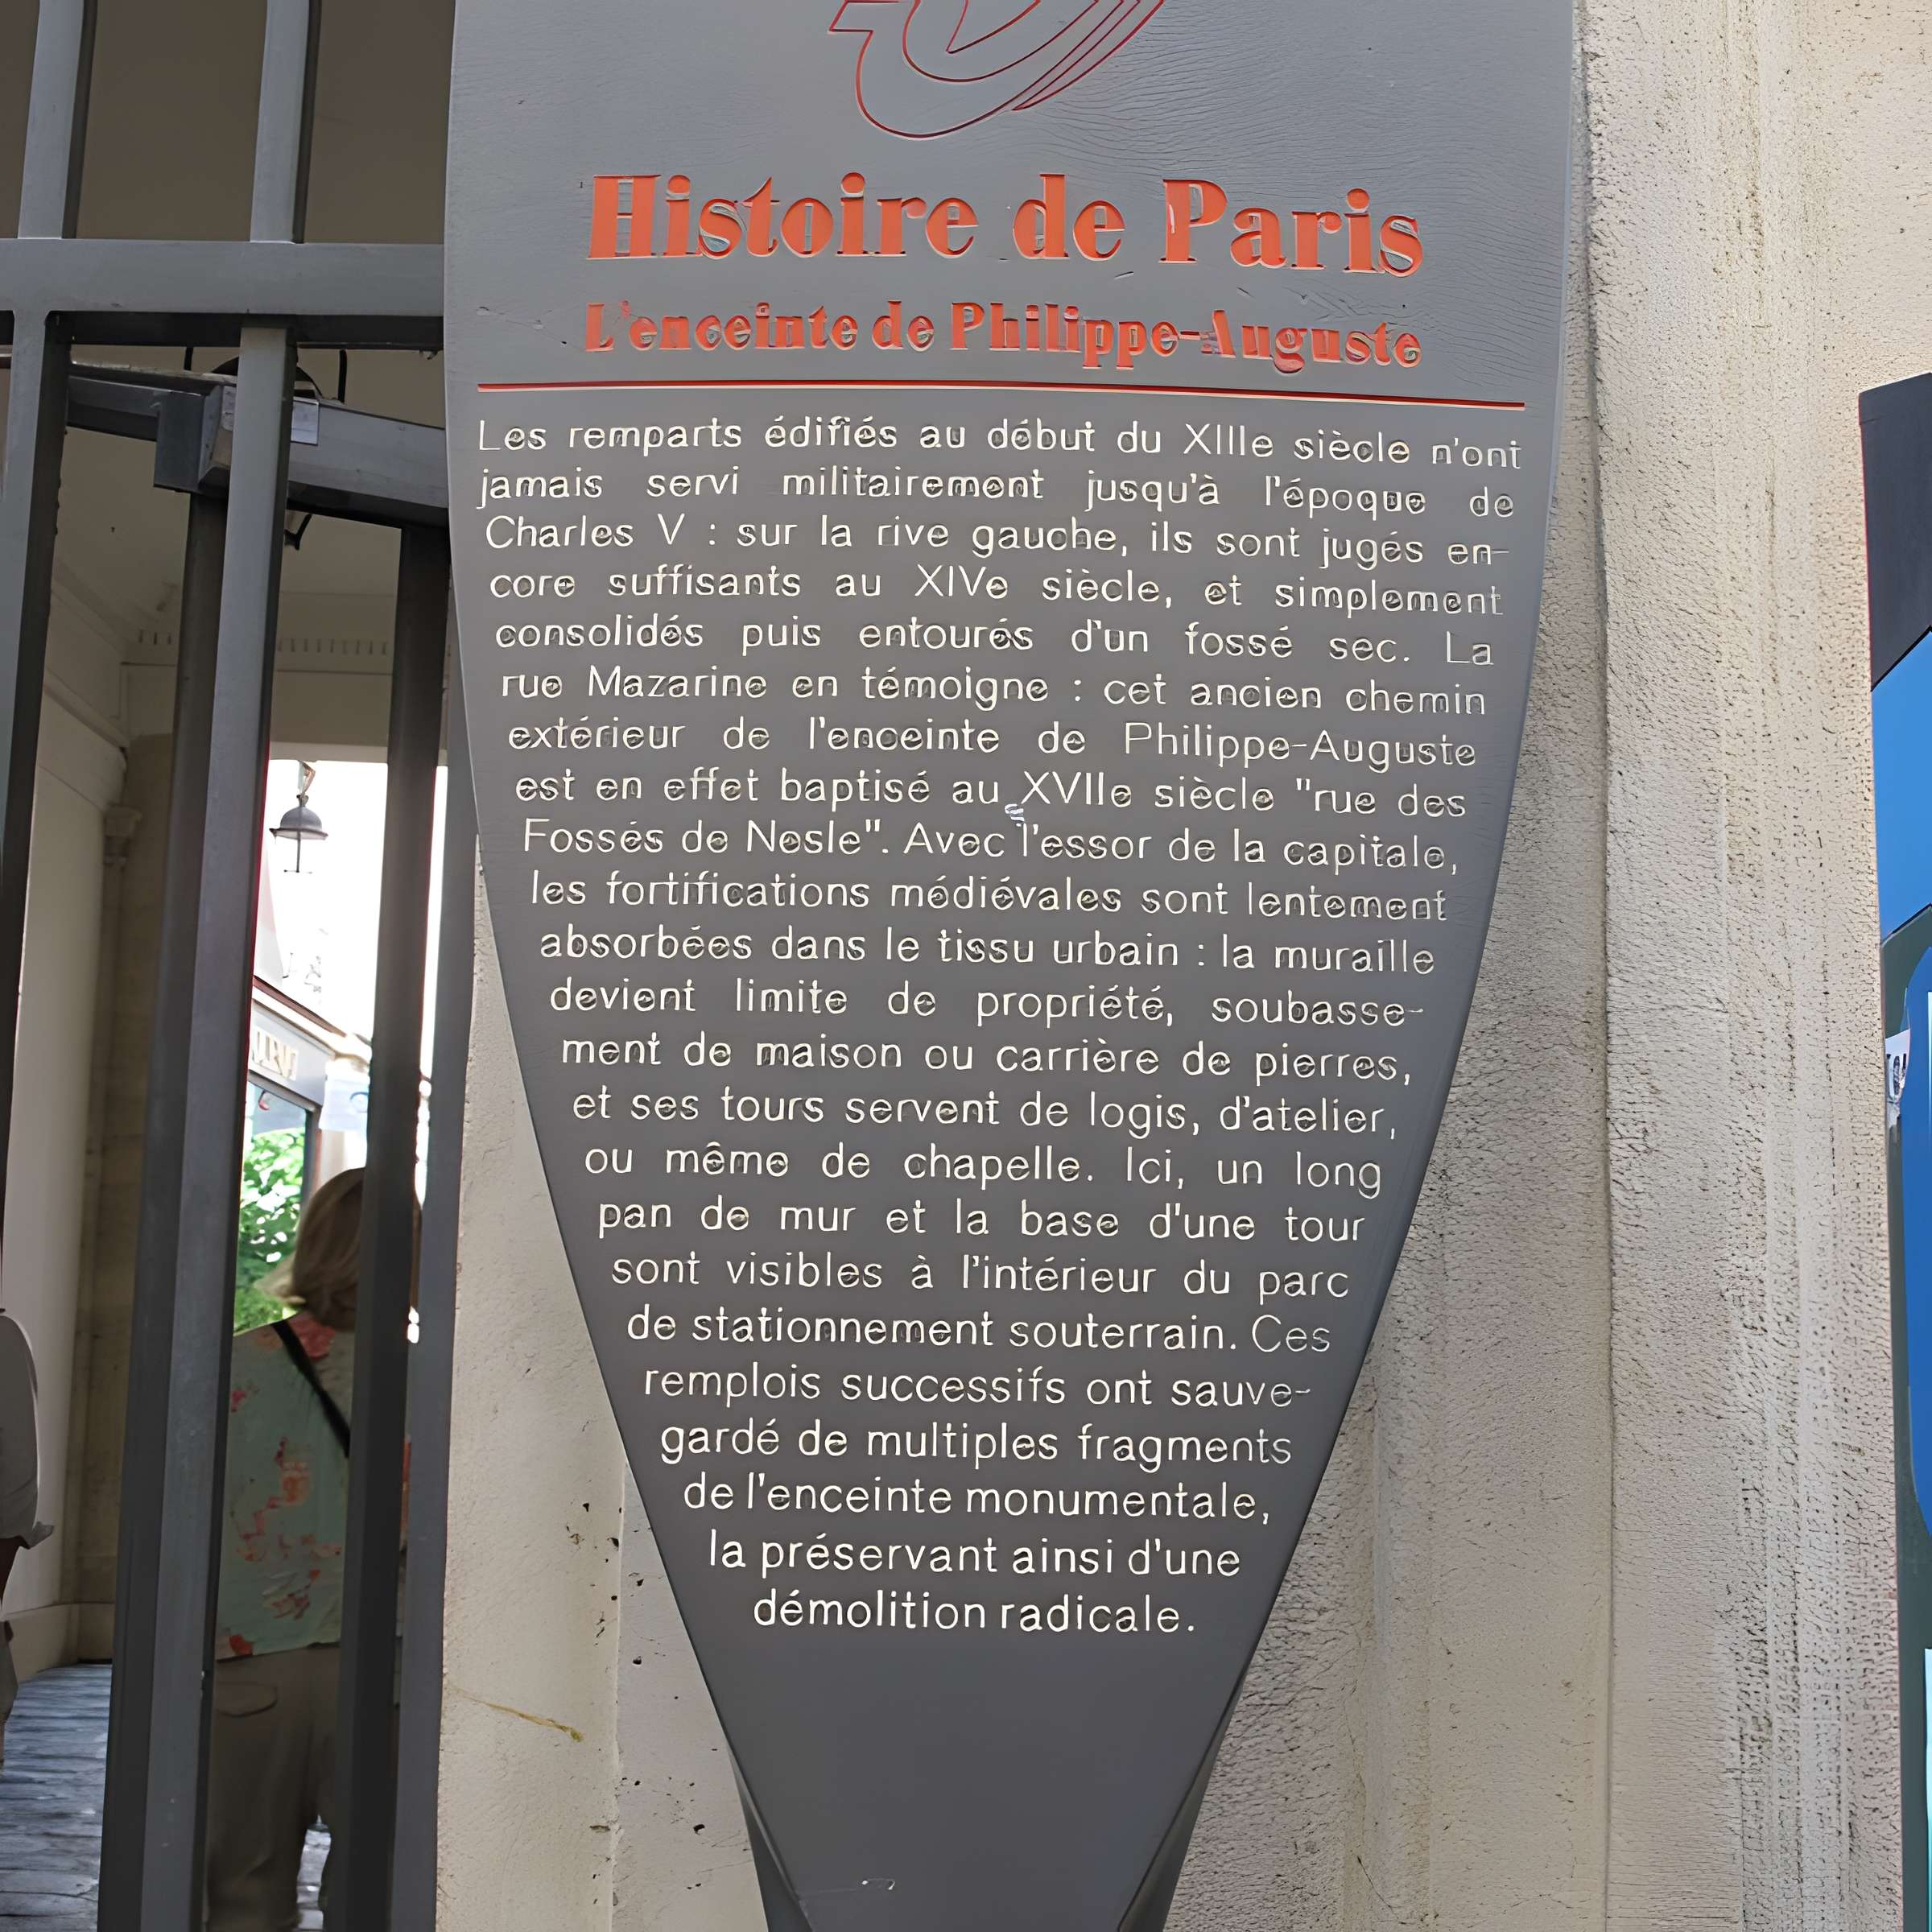 Histoire de Paris
L'enceinte de Philippe-Auguste
Les remparts édifiés au début du XIIIe siècle n'ont
jamais servi militairement jusqu'à l'époque de
Charles V : sur la rive gauche, ils sont jugés en-
core suffisants au XIVe siècle, et simplement
consolidés puis entourés d'un fossé sec. La
rue Mazarine en témoigne : cet ancien chemin
extérieur de l'enceinte de Philippe-Auguste
est en effet baptisé au XVIIe siècle "rue des
Fossés de Nesle". Avec l'essor de la capitale,
les fortifications médiévales sont lentement
absorbées dans le tissu urbain : la muraille
devient limite de propriété, soubasse-
ment de maison ou carrière de pierres,
et ses tours servent de logis, d'atelier,
ou même de chapelle. Ici, un long
pan de mur et la base d'une tour
sont visibles à l'intérieur du parc
de stationnement souterrain. Ces
remplois successifs ont sauve-
gardé de multiples fragments
de l'enceinte monumentale,
la préservant ainsi d'une
démolition radicale.